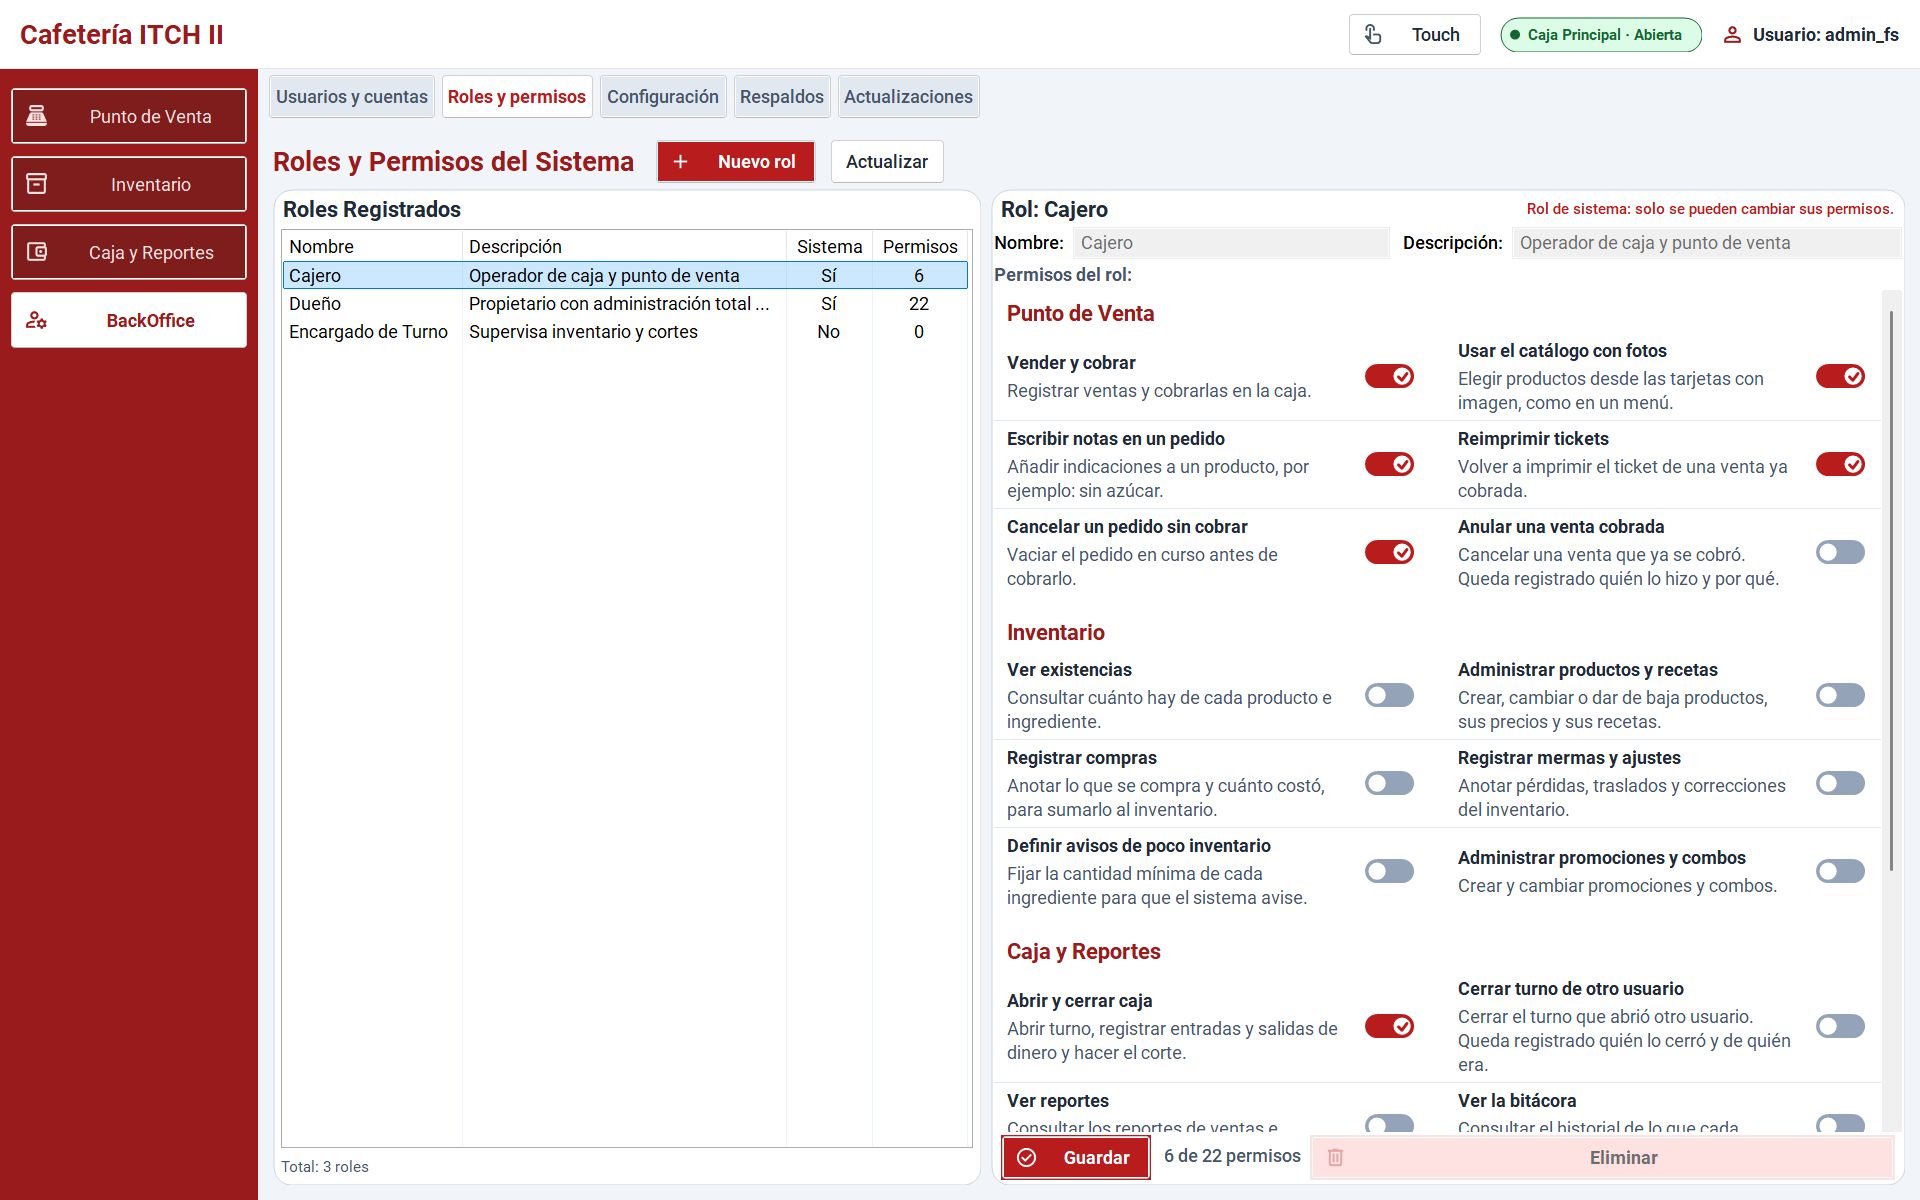 Cafetería ITCH II
Touch
Caja Principal · Abierta
Usuario: admin_fs
Punto de Venta
Inventario
Caja y Reportes
BackOffice
Usuarios y cuentas
Roles y permisos
Configuración
Respaldos
Actualizaciones
Roles y Permisos del Sistema
Nuevo rol
Actualizar
Roles Registrados
Nombre Descripción Sistema Permisos
Cajero Operador de caja y punto de venta Sí 6
Dueño Propietario con administración total ... Sí 22
Encargado de Turno Supervisa inventario y cortes No 0
Total: 3 roles
Rol: Cajero
Rol de sistema: solo se pueden cambiar sus permisos.
Nombre: Cajero
Descripción: Operador de caja y punto de venta
Permisos del rol:
Punto de Venta
Vender y cobrar
Registrar ventas y cobrarlas en la caja.
Usar el catálogo con fotos
Elegir productos desde las tarjetas con
imagen, como en un menú.
Escribir notas en un pedido
Añadir indicaciones a un producto, por
ejemplo: sin azúcar.
Reimprimir tickets
Volver a imprimir el ticket de una venta ya
cobrada.
Cancelar un pedido sin cobrar
Vaciar el pedido en curso antes de
cobrarlo.
Anular una venta cobrada
Cancelar una venta que ya se cobró.
Queda registrado quién lo hizo y por qué.
Inventario
Ver existencias
Consultar cuánto hay de cada producto e
ingrediente.
Administrar productos y recetas
Crear, cambiar o dar de baja productos,
sus precios y sus recetas.
Registrar compras
Anotar lo que se compra y cuánto costó,
para sumarlo al inventario.
Registrar mermas y ajustes
Anotar pérdidas, traslados y correcciones
del inventario.
Definir avisos de poco inventario
Fijar la cantidad mínima de cada
ingrediente para que el sistema avise.
Administrar promociones y combos
Crear y cambiar promociones y combos.
Caja y Reportes
Abrir y cerrar caja
Abrir turno, registrar entradas y salidas de
dinero y hacer el corte.
Cerrar turno de otro usuario
Cerrar el turno que abrió otro usuario.
Queda registrado quién lo cerró y de quién
era.
Ver reportes
Consultar los reportes de ventas e
Ver la bitácora
Consultar el historial de lo que cada
Guardar
6 de 22 permisos
Eliminar